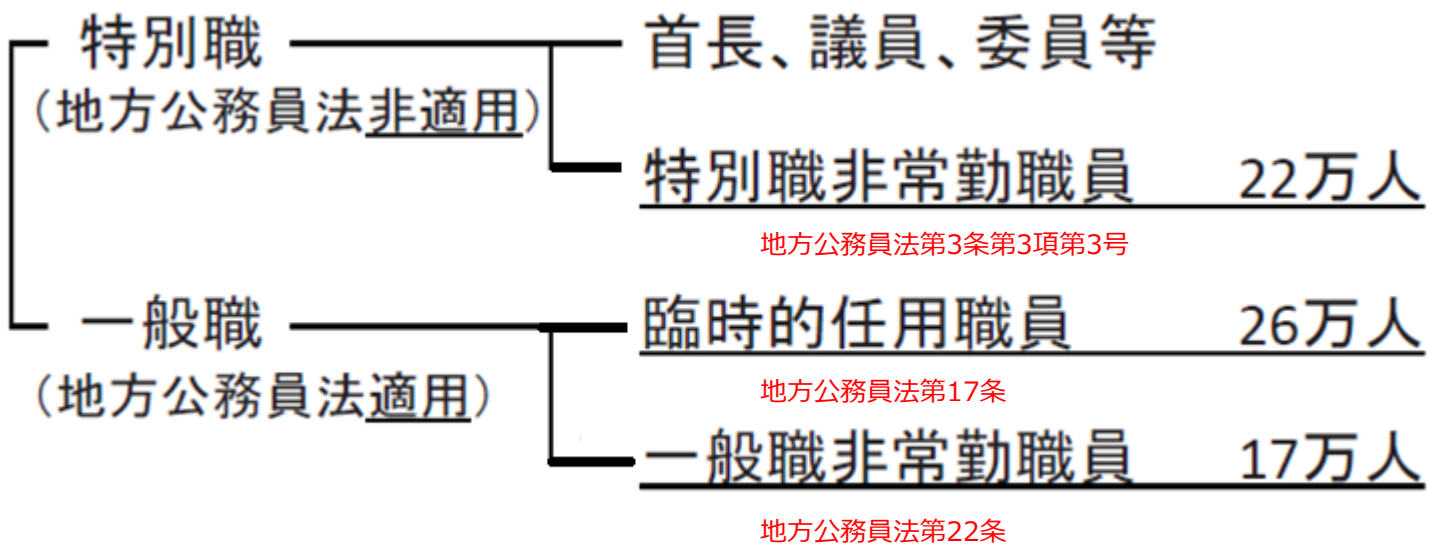 特別職
首長、議員、委員等
（地方公務員法非適用）
特別職非常勤職員 22万人
地方公務員法第3条第3項第3号
一般職
臨時的任用職員 26万人
（地方公務員法適用）
地方公務員法第17条
一般職非常勤職員 17万人
地方公務員法第22条